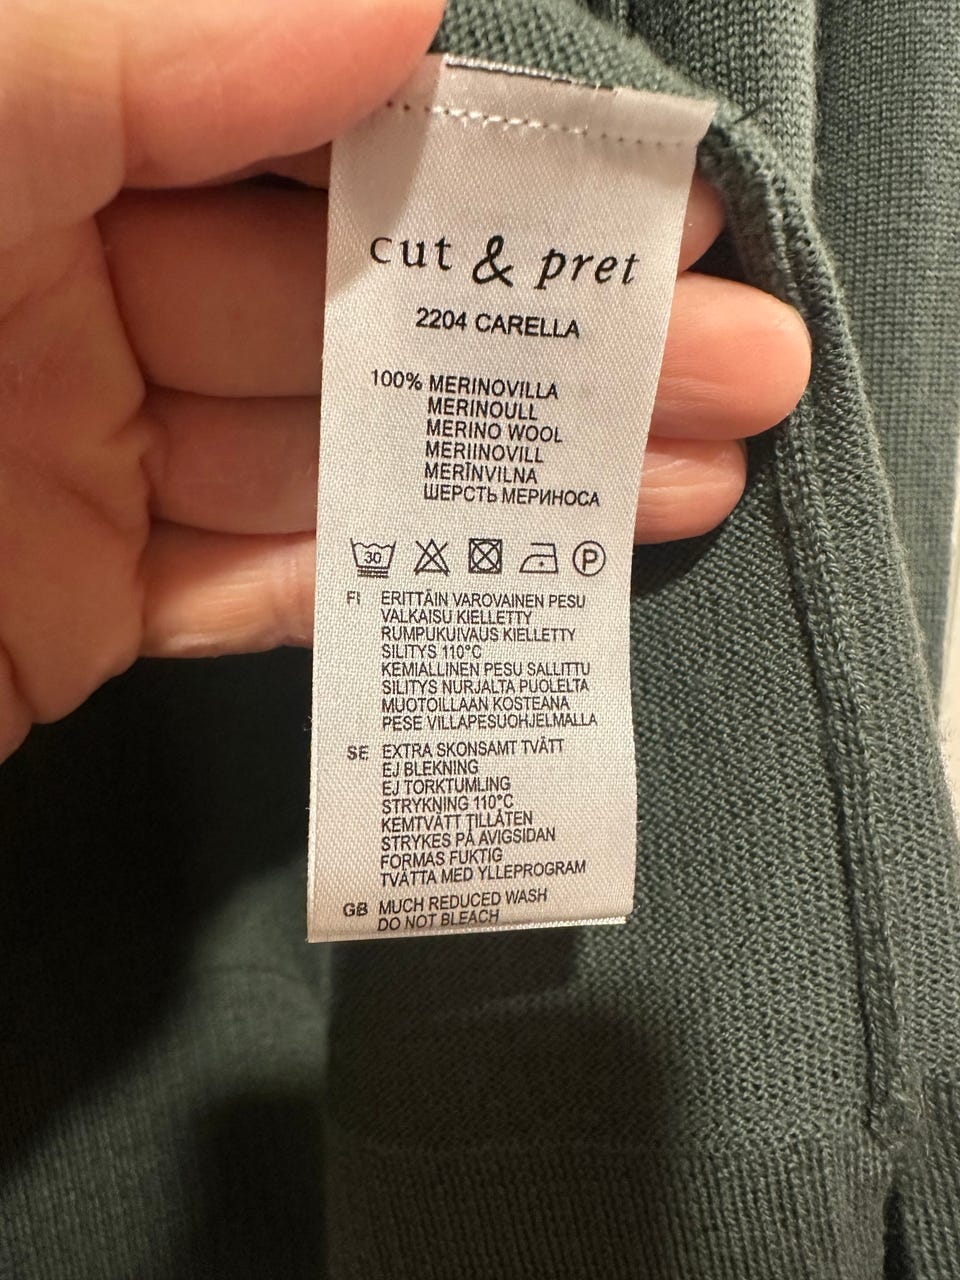 cut & pret
2204 CARELLA
100% MERINOVILLA
MERINOULL
MERINO WOOL
MERIINOVILL
MERĪNVILNA
ШЕРСТЬ МЕРИНОСА
30 P
FI ERITTÄIN VAROVAINEN PESU
VALKAISU KIELLETTY
RUMPUKUIVAUS KIELLETTY
SILITYS 110°C
KEMIALLINEN PESU SALLITTU
SILITYS NURJALTA PUOLELTA
MUOTOILLAAN KOSTEANA
PESE VILLAPESUOHJELMALLA
SE EXTRA SKONSAMT TVÄTT
EJ BLEKNING
EJ TORKTUMLING
STRYKNING 110°C
KEMTVÄTT TILLÅTEN
STRYKES PÅ AVIGSIDAN
FORMAS FUKTIG
TVÄTTA MED YLLEPROGRAM
GB MUCH REDUCED WASH
DO NOT BLEACH